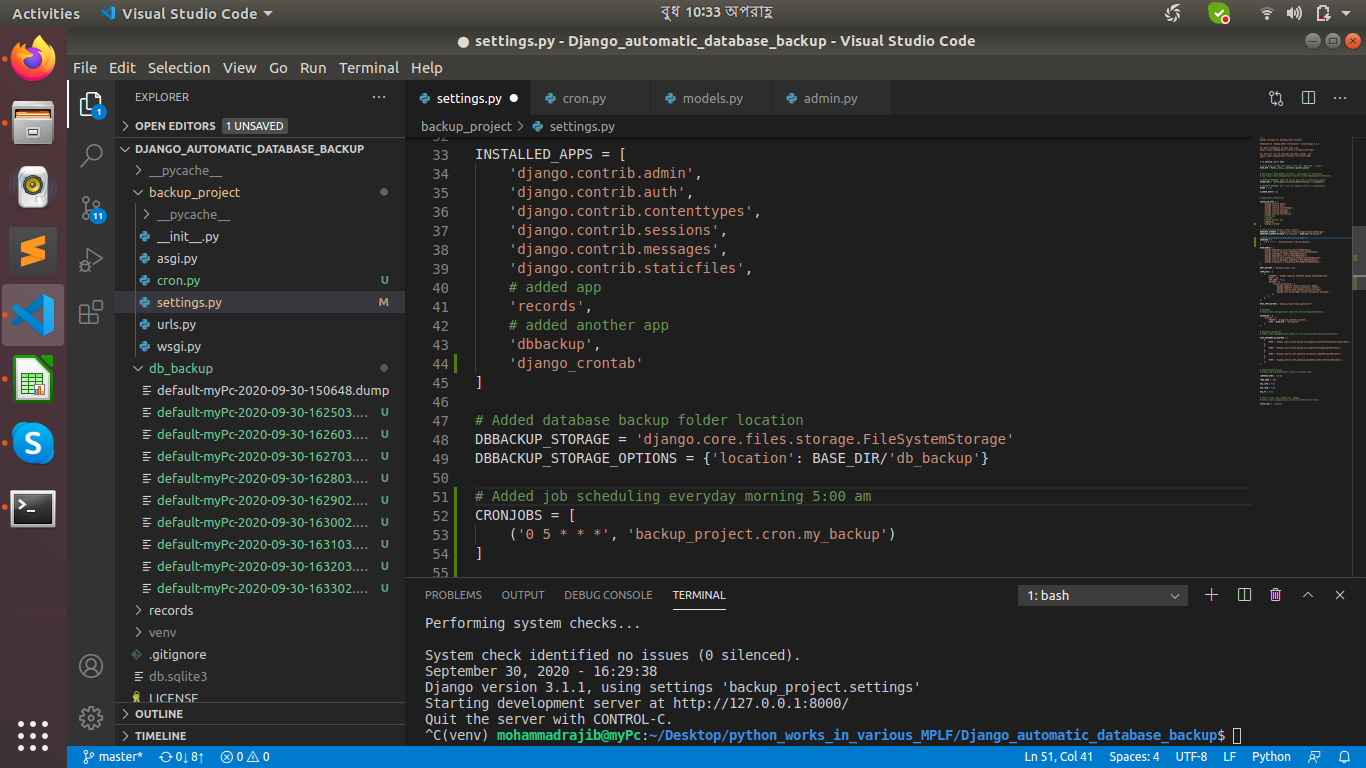 Activities
Visual Studio Code
বুধ 10:33 অপরাহ্ণ
● settings.py - Django_automatic_database_backup - Visual Studio Code
File Edit Selection View Go Run Terminal Help
EXPLORER
OPEN EDITORS 1 UNSAVED
DJANGO_AUTOMATIC_DATABASE_BACKUP
__pycache__
backup_project
__pycache__
__init__.py
asgi.py
cron.py U
settings.py M
urls.py
wsgi.py
db_backup
default-myPc-2020-09-30-150648.dump
default-myPc-2020-09-30-162503.... U
default-myPc-2020-09-30-162603.... U
default-myPc-2020-09-30-162703.... U
default-myPc-2020-09-30-162803.... U
default-myPc-2020-09-30-162902.... U
default-myPc-2020-09-30-163002.... U
default-myPc-2020-09-30-163103.... U
default-myPc-2020-09-30-163203.... U
default-myPc-2020-09-30-163302.... U
records
venv
.gitignore
db.sqlite3
LICENSE
OUTLINE
TIMELINE
1
11
settings.py ● cron.py models.py admin.py
backup_project > settings.py
32
33 INSTALLED_APPS = [
34 'django.contrib.admin',
35 'django.contrib.auth',
36 'django.contrib.contenttypes',
37 'django.contrib.sessions',
38 'django.contrib.messages',
39 'django.contrib.staticfiles',
40 # added app
41 'records',
42 # added another app
43 'dbbackup',
44 'django_crontab'
45 ]
46
47 # Added database backup folder location
48 DBBACKUP_STORAGE = 'django.core.files.storage.FileSystemStorage'
49 DBBACKUP_STORAGE_OPTIONS = {'location': BASE_DIR/'db_backup'}
50
51 # Added job scheduling everyday morning 5:00 am
52 CRONJOBS = [
53 ('0 5 * * *', 'backup_project.cron.my_backup')
54 ]
55
PROBLEMS OUTPUT DEBUG CONSOLE TERMINAL
1: bash
Performing system checks...
System check identified no issues (0 silenced).
September 30, 2020 - 16:29:38
Django version 3.1.1, using settings 'backup_project.settings'
Starting development server at http://127.0.0.1:8000/
Quit the server with CONTROL-C.
^C(venv) mohammadrajib@myPc:~/Desktop/python_works_in_various_MPLF/Django_automatic_database_backup$
master* 0↓ 8↑ 0 0
Ln 51, Col 41 Spaces: 4 UTF-8 LF Python